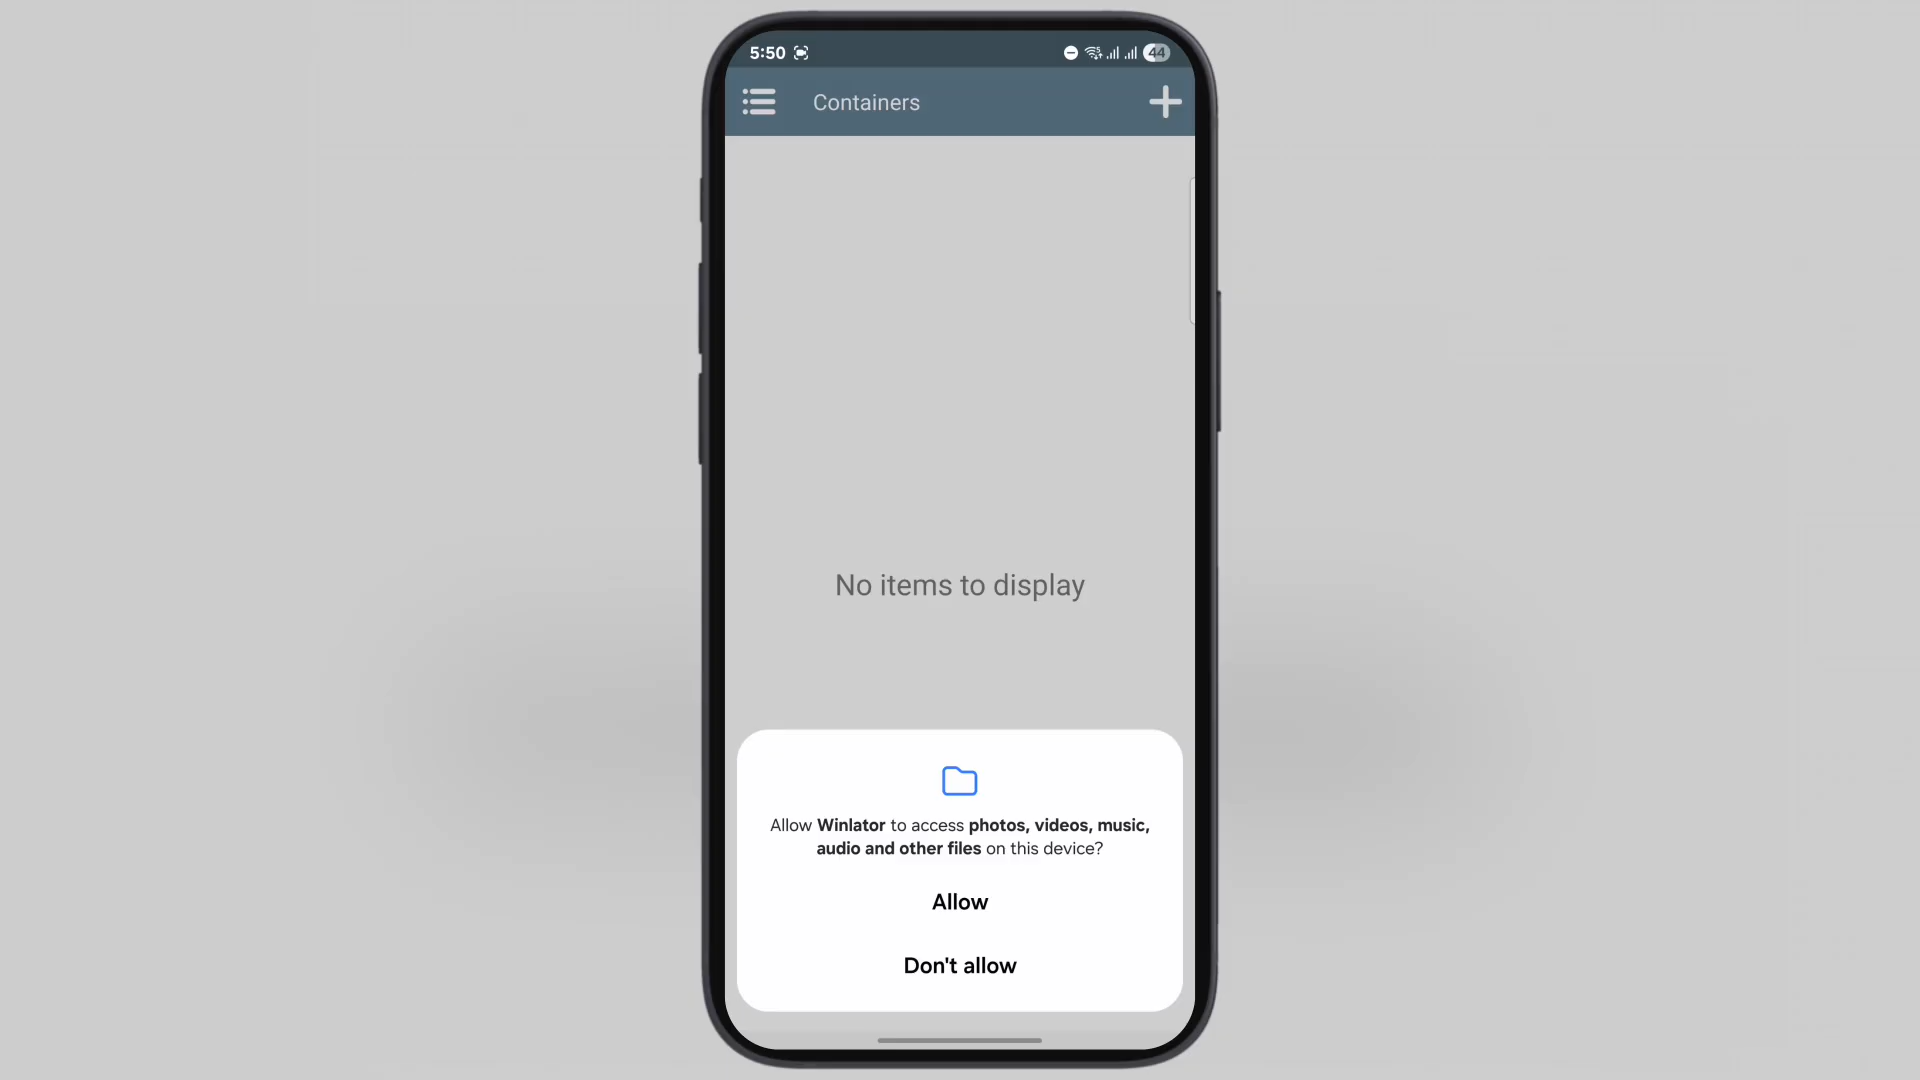 5:50
44
Containers
No items to display
Allow Winlator to access photos, videos, music,
audio and other files on this device?
Allow
Don't allow